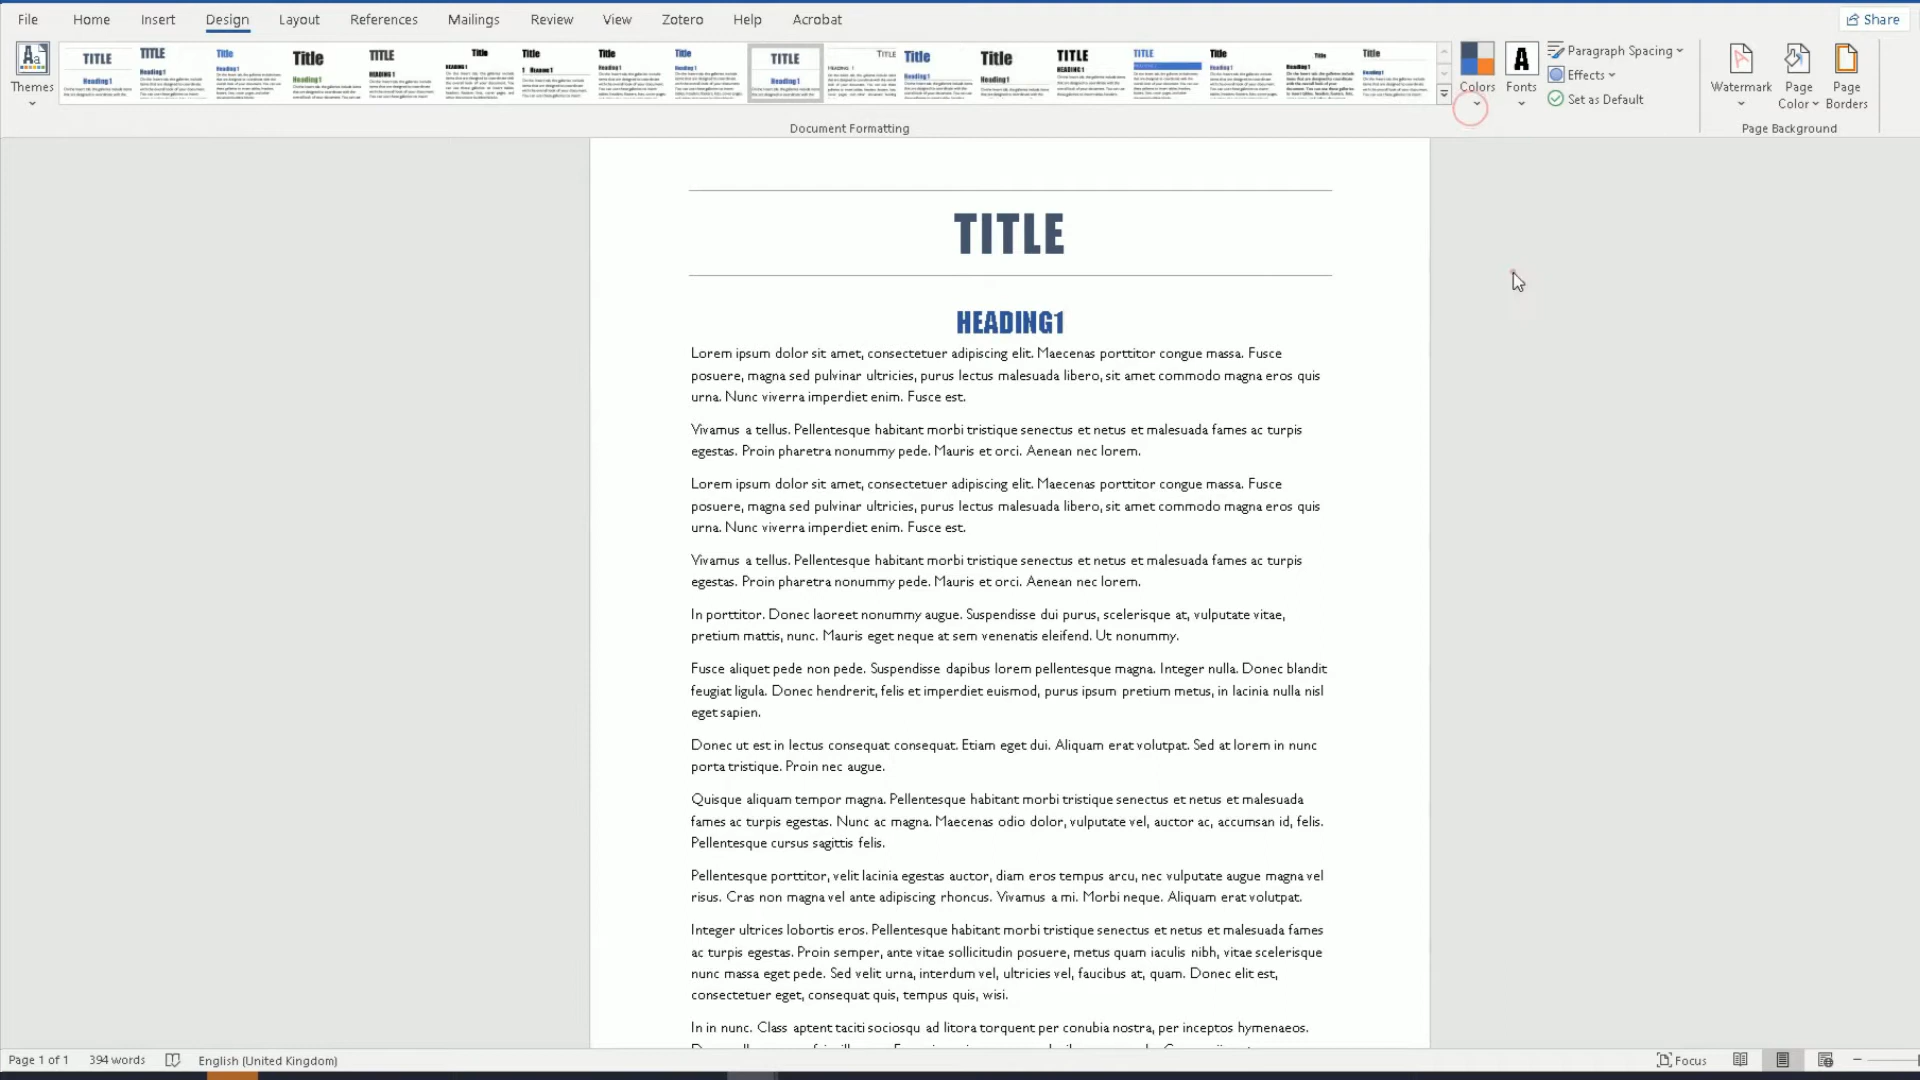 File Home Insert Design Layout References Mailings Review View Zotero Help Acrobat Share
Themes
Colors
Fonts
Paragraph Spacing
Effects
Set as Default
Watermark
Page Color
Page Borders
Document Formatting
Page Background
TITLE
HEADING1
Lorem ipsum dolor sit amet, consectetuer adipiscing elit. Maecenas porttitor congue massa. Fusce
posuere, magna sed pulvinar ultricies, purus lectus malesuada libero, sit amet commodo magna eros quis
urna. Nunc viverra imperdiet enim. Fusce est.
Vivamus a tellus. Pellentesque habitant morbi tristique senectus et netus et malesuada fames ac turpis
egestas. Proin pharetra nonummy pede. Mauris et orci. Aenean nec lorem.
Lorem ipsum dolor sit amet, consectetuer adipiscing elit. Maecenas porttitor congue massa. Fusce
posuere, magna sed pulvinar ultricies, purus lectus malesuada libero, sit amet commodo magna eros quis
urna. Nunc viverra imperdiet enim. Fusce est.
Vivamus a tellus. Pellentesque habitant morbi tristique senectus et netus et malesuada fames ac turpis
egestas. Proin pharetra nonummy pede. Mauris et orci. Aenean nec lorem.
In porttitor. Donec laoreet nonummy augue. Suspendisse dui purus, scelerisque at, vulputate vitae,
pretium mattis, nunc. Mauris eget neque at sem venenatis eleifend. Ut nonummy.
Fusce aliquet pede non pede. Suspendisse dapibus lorem pellentesque magna. Integer nulla. Donec blandit
feugiat ligula. Donec hendrerit, felis et imperdiet euismod, purus ipsum pretium metus, in lacinia nulla nisl
eget sapien.
Donec ut est in lectus consequat consequat. Etiam eget dui. Aliquam erat volutpat. Sed at lorem in nunc
porta tristique. Proin nec augue.
Quisque aliquam tempor magna. Pellentesque habitant morbi tristique senectus et netus et malesuada
fames ac turpis egestas. Nunc ac magna. Maecenas odio dolor, vulputate vel, auctor ac, accumsan id, felis.
Pellentesque cursus sagittis felis.
Pellentesque porttitor, velit lacinia egestas auctor, diam eros tempus arcu, nec vulputate augue magna vel
risus. Cras non magna vel ante adipiscing rhoncus. Vivamus a mi. Morbi neque. Aliquam erat volutpat.
Integer ultrices lobortis eros. Pellentesque habitant morbi tristique senectus et netus et malesuada fames
ac turpis egestas. Proin semper, ante vitae sollicitudin posuere, metus quam iaculis nibh, vitae scelerisque
nunc massa eget pede. Sed velit urna, interdum vel, ultricies vel, faucibus at, quam. Donec elit est,
consectetuer eget, consequat quis, tempus quis, wisi.
In in nunc. Class aptent taciti sociosqu ad litora torquent per conubia nostra, per inceptos hymenaeos.
Page 1 of 1 394 words English (United Kingdom) Focus